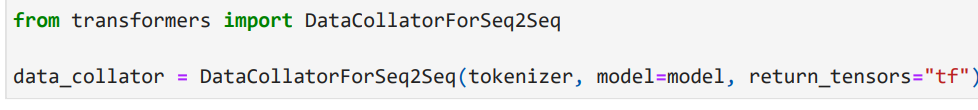 from transformers import DataCollatorForSeq2Seq
data_collator = DataCollatorForSeq2Seq(tokenizer, model=model, return_tensors="tf")